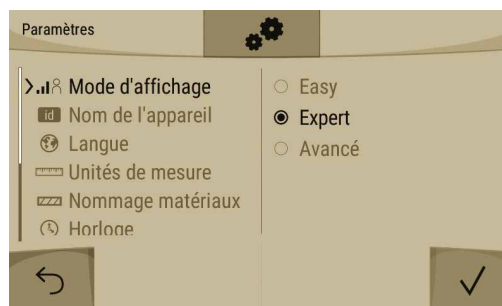 Paramètres
Mode d'affichage
id Nom de l'appareil
Langue
Unités de mesure
Nommage matériaux
Horloge
Easy
Expert
Avancé